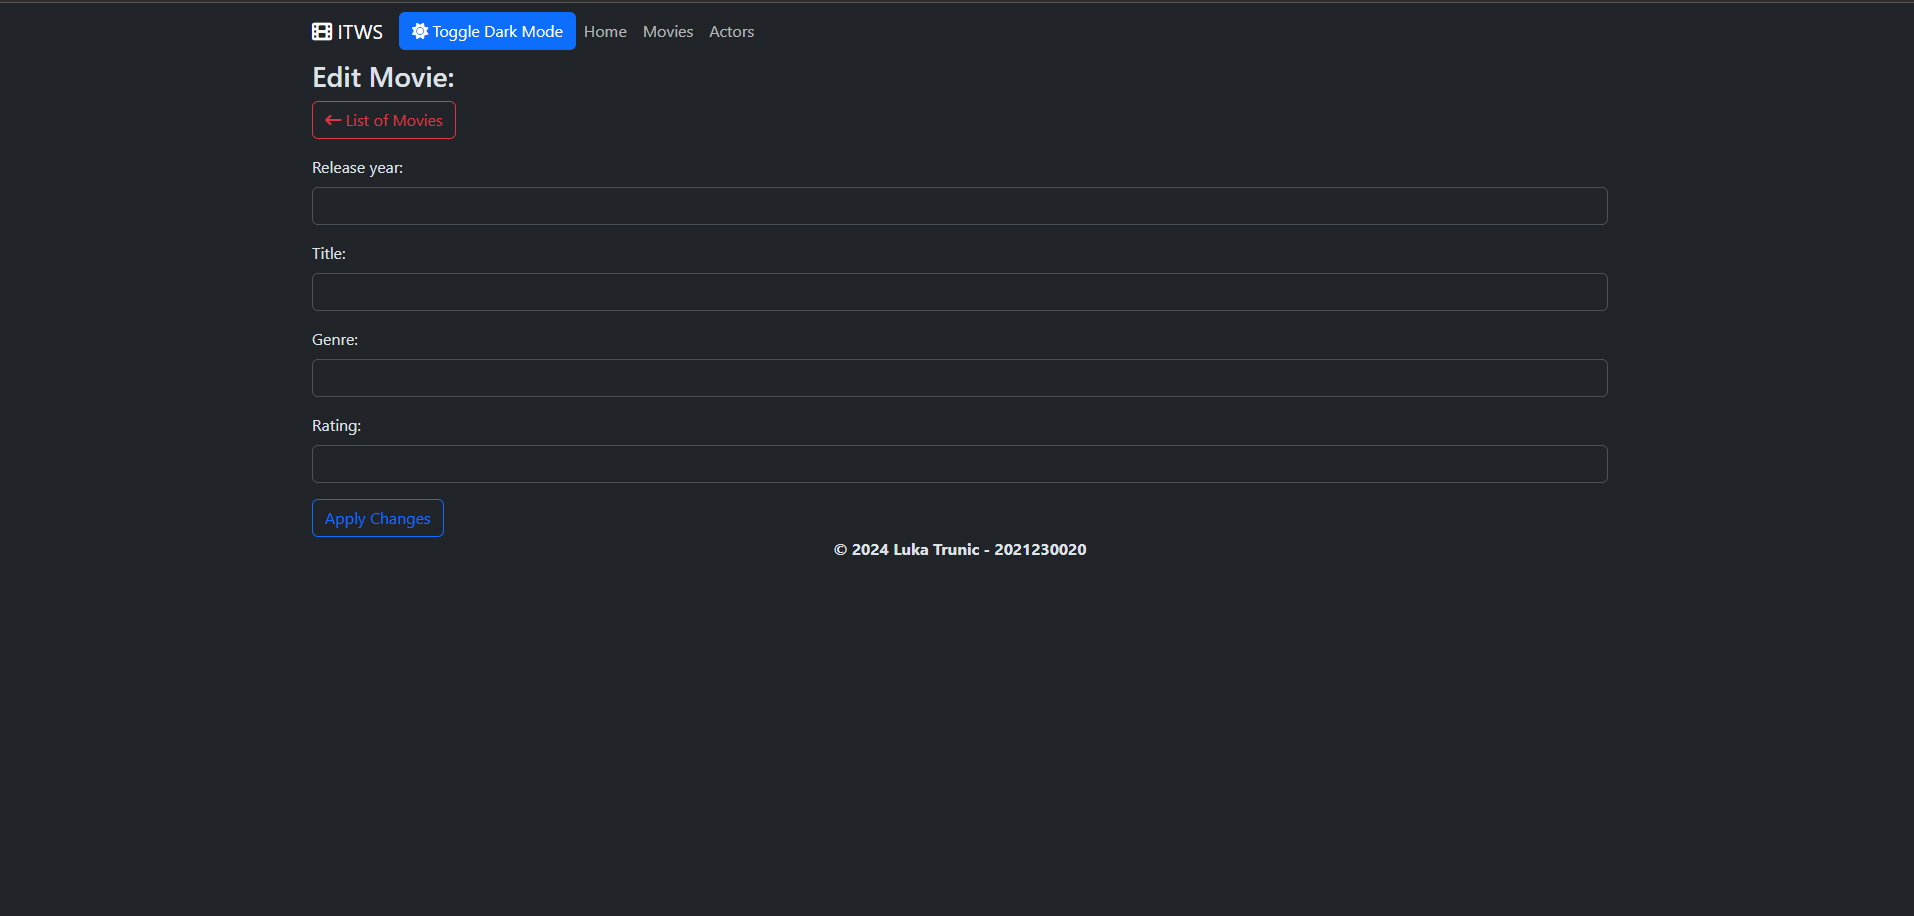 ITWS Toggle Dark Mode Home Movies Actors
Edit Movie:
← List of Movies
Release year:
Title:
Genre:
Rating:
Apply Changes
© 2024 Luka Trunic - 2021230020